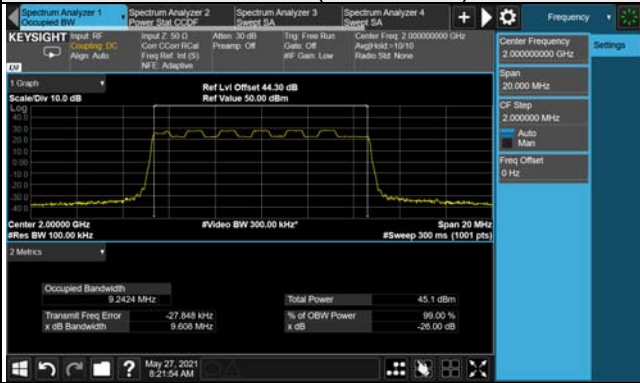 Spectrum Analyzer 1
Occupied BW
Spectrum Analyzer 2
Power Stat CCDF
Spectrum Analyzer 3
Swept SA
Spectrum Analyzer 4
Swept SA
Frequency
KEYSIGHT
Input: RF
Coupling: DC
Align: Auto
Input Z: 50 Ω
Corr CCorr RCal
Freq Ref: Int (S)
NFE: Adaptive
Atten: 30 dB
Preamp: Off
Trig: Free Run
Gate: Off
#IF Gain: Low
Center Freq: 2.000000000 GHz
Avg|Hold:>10/10
Radio Std: None
LXI
Center Frequency
2.000000000 GHz
Settings
Span
20.000 MHz
CF Step
2.000000 MHz
Auto
Man
Freq Offset
0 Hz
1 Graph
Scale/Div 10.0 dB
Ref Lvl Offset 44.30 dB
Ref Value 50.00 dBm
Log
40.0
30.0
20.0
10.0
0.00
-10.0
-20.0
-30.0
-40.0
Center 2.00000 GHz
#Video BW 300.00 kHz*
Span 20 MHz
#Res BW 100.00 kHz
#Sweep 300 ms (1001 pts)
2 Metrics
Occupied Bandwidth
9.2424 MHz
Total Power
45.1 dBm
Transmit Freq Error
-27.848 kHz
% of OBW Power
99.00 %
x dB Bandwidth
9.608 MHz
x dB
-26.00 dB
May 27, 2021
8:21:54 AM